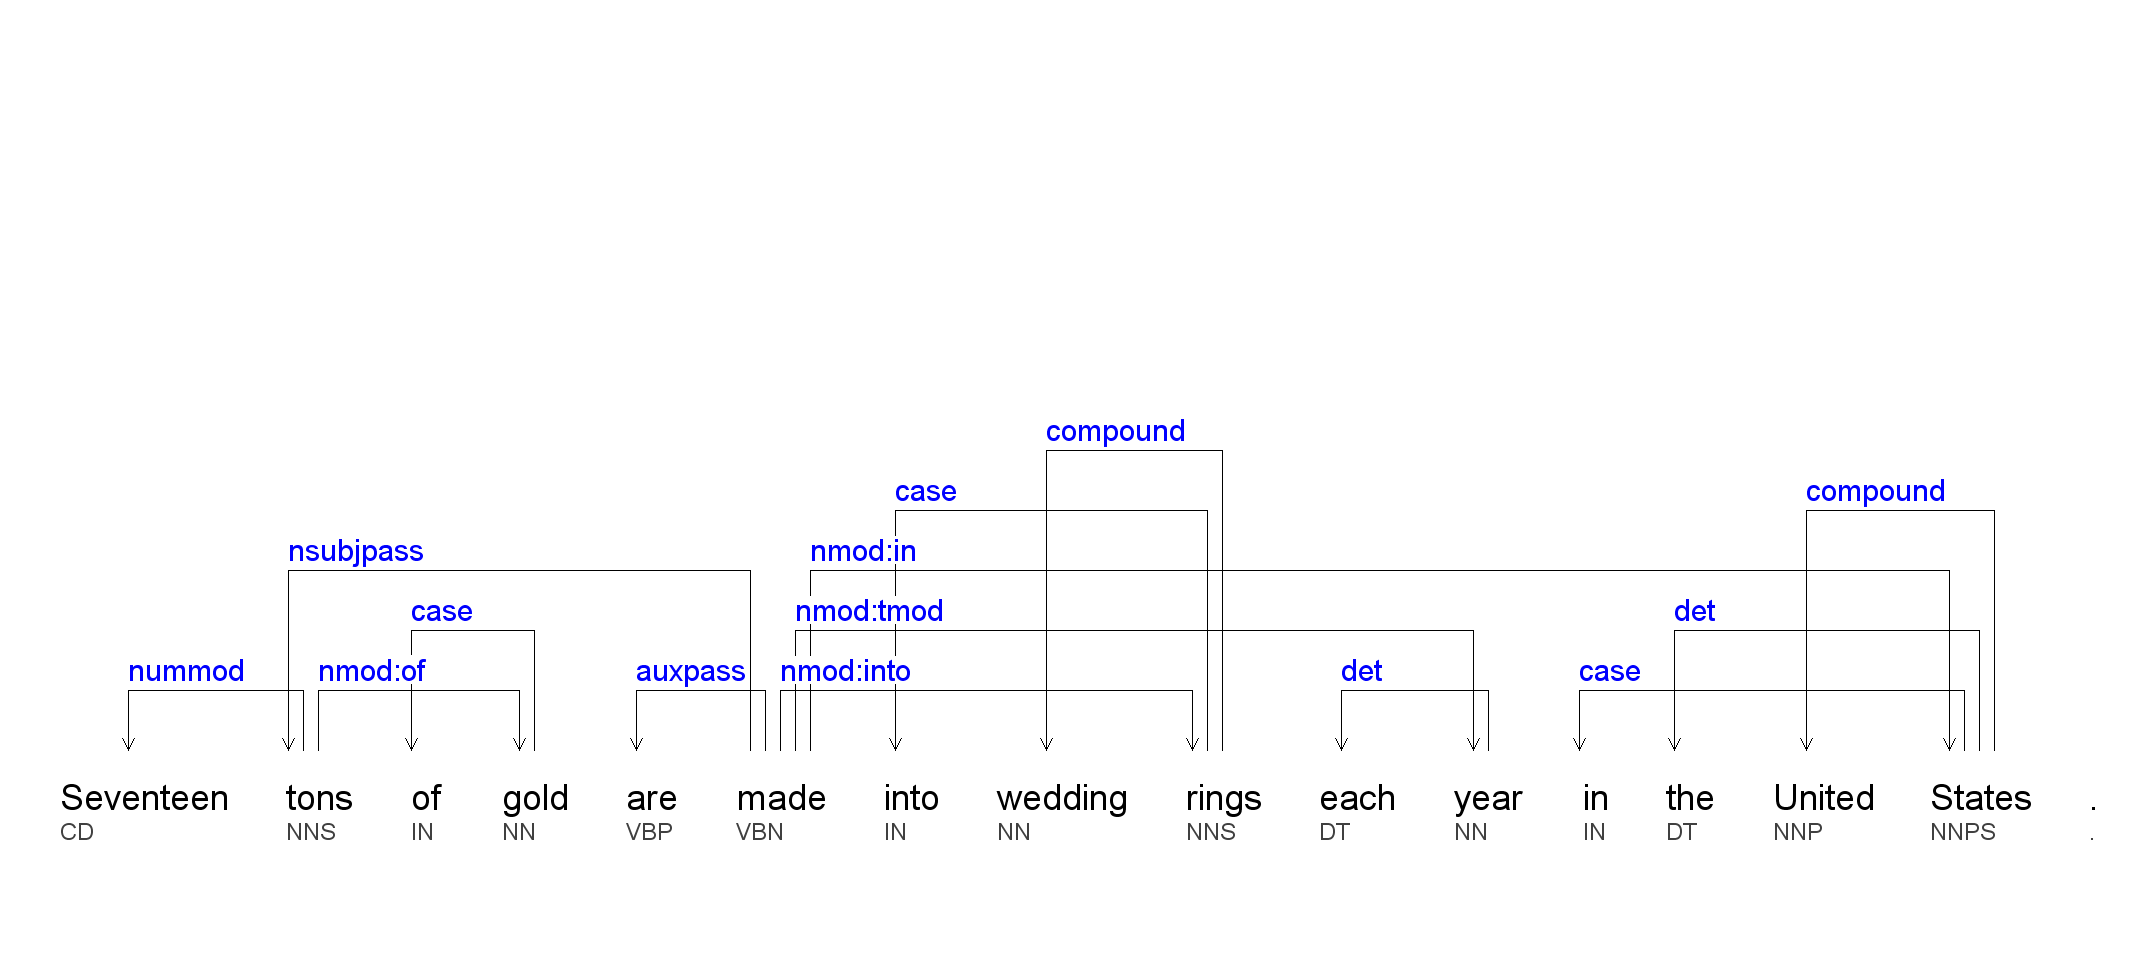 compound
case compound
nsubjpass nmod:in
case nmod:tmod det
nummod nmod:of auxpass nmod:into det case
Seventeen tons of gold are made into wedding rings each year in the United States .
CD NNS IN NN VBP VBN IN NN NNS DT NN IN DT NNP NNPS .